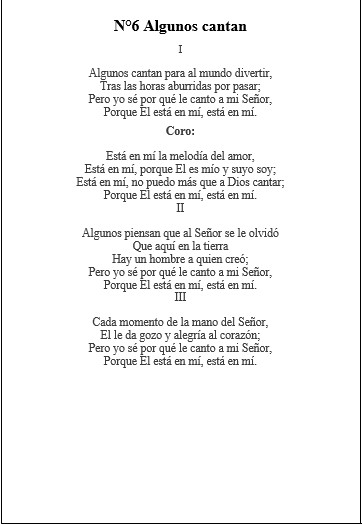 N°6 Algunos cantan
I
Algunos cantan para al mundo divertir,
Tras las horas aburridas por pasar;
Pero yo sé por qué le canto a mi Señor,
Porque El está en mí, está en mí.
Coro:
Está en mí la melodía del amor,
Está en mí, porque El es mío y suyo soy;
Está en mí, no puedo más que a Dios cantar;
Porque El está en mí, está en mí.
II
Algunos piensan que al Señor se le olvidó
Que aquí en la tierra
Hay un hombre a quien creó;
Pero yo sé por qué le canto a mi Señor,
Porque El está en mí, está en mí.
III
Cada momento de la mano del Señor,
El le da gozo y alegría al corazón;
Pero yo sé por qué le canto a mi Señor,
Porque El está en mí, está en mí.